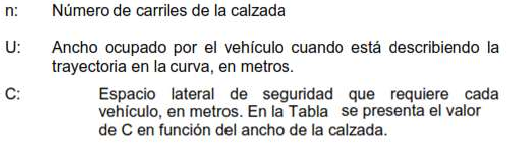 n: Número de carriles de la calzada
U: Ancho ocupado por el vehículo cuando está describiendo la
trayectoria en la curva, en metros.
C: Espacio lateral de seguridad que requiere cada
vehículo, en metros. En la Tabla se presenta el valor
de C en función del ancho de la calzada.